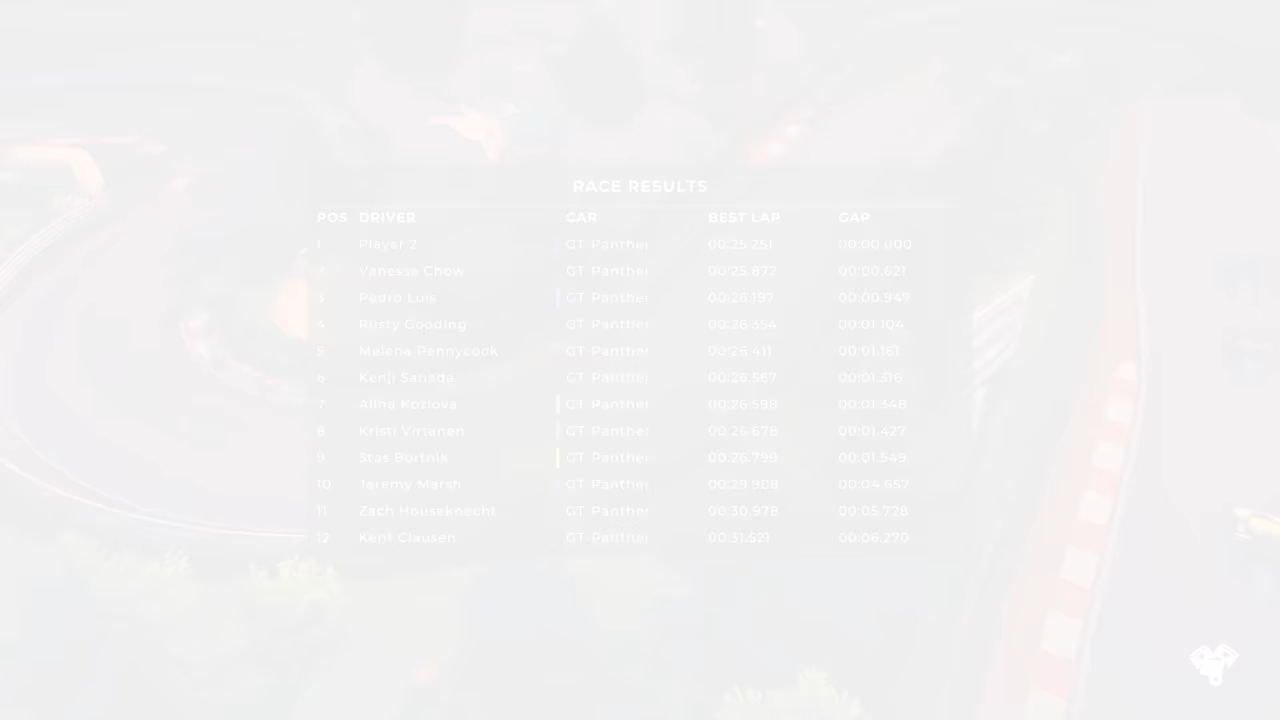 RACE RESULTS
POS DRIVER CAR BEST LAP GAP
1 Player 2 GT Panther 00:25.251 00:00.000
2 Vanessa Chow GT Panther 00:25.872 00:00.621
3 Pedro Luis GT Panther 00:26.197 00:00.947
4 Rusty Gooding GT Panther 00:26.354 00:01.104
5 Melena Pennycook GT Panther 00:26.411 00:01.161
6 Kenji Sanada GT Panther 00:26.567 00:01.316
7 Alina Kozlova GT Panther 00:26.598 00:01.348
8 Kristi Virtanen GT Panther 00:26.678 00:01.427
9 Stas Bortnik GT Panther 00:26.799 00:01.549
10 Jeremy Marsh GT Panther 00:29.908 00:04.657
11 Zach Houseknecht GT Panther 00:30.978 00:05.728
12 Kent Clausen GT Panther 00:31.521 00:06.270